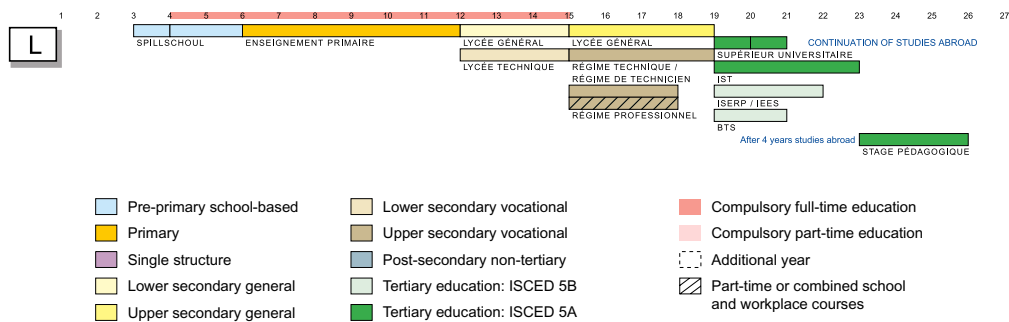 1 3 4 5 6 7 8 9 10 11 12 13 14 15 16 17 18 19 20 21 22 23 24 25 26 27
L
SPILLSCHOUL ENSEIGNEMENT PRIMAIRE LYCÉE GÉNÉRAL LYCÉE GÉNÉRAL CONTINUATION OF STUDIES ABROAD
SUPÉRIEUR UNIVERSITAIRE
LYCÉE TECHNIQUE RÉGIME TECHNIQUE /
RÉGIME DE TECHNICIEN IST
ISERP / IEES
RÉGIME PROFESSIONNEL
BTS
After 4 years studies abroad
STAGE PÉDAGOGIQUE
Pre-primary school-based
Primary
Single structure
Lower secondary general
Upper secondary general
Lower secondary vocational
Upper secondary vocational
Post-secondary non-tertiary
Tertiary education: ISCED 5B
Tertiary education: ISCED 5A
Compulsory full-time education
Compulsory part-time education
Additional year
Part-time or combined school
and workplace courses